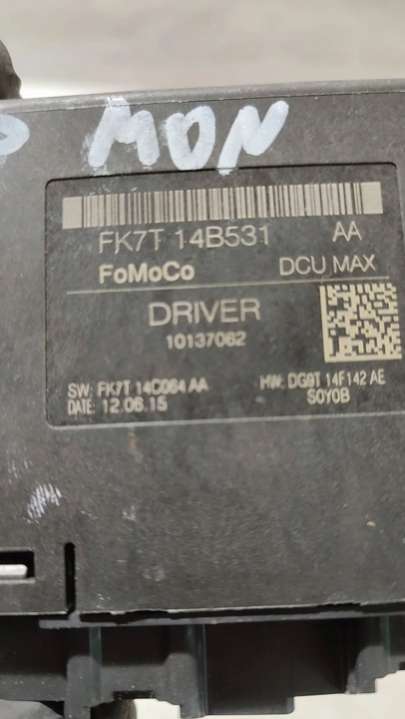 MON
FK7T 14B531 AA
FoMoCo DCU MAX
DRIVER
10137062
SW: FK7T 14C064 AA HW: DG9T 14F142 AE
DATE: 12.06.15 S0Y0B